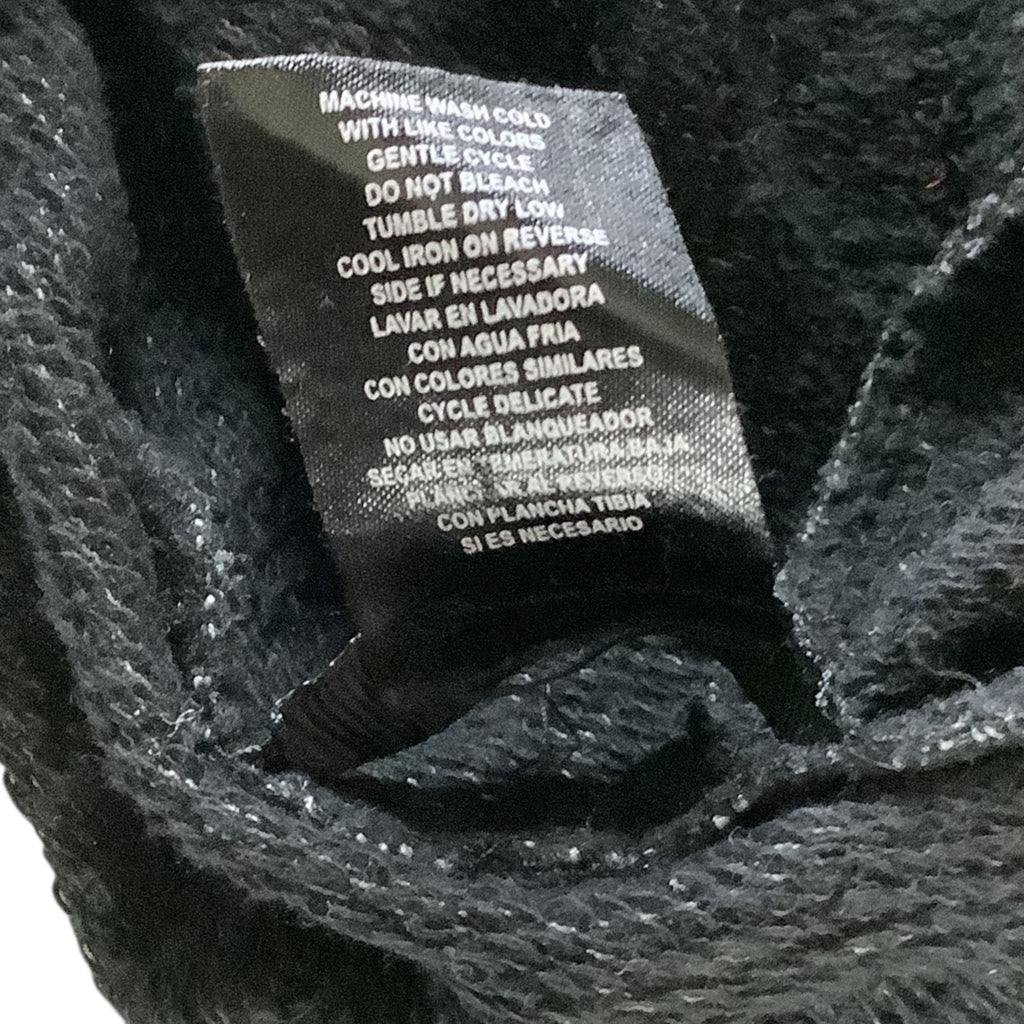 MACHINE WASH COLD
WITH LIKE COLORS
GENTLE CYCLE
DO NOT BLEACH
TUMBLE DRY LOW
COOL IRON ON REVERSE
SIDE IF NECESSARY
LAVAR EN LAVADORA
CON AGUA FRIA
CON COLORES SIMILARES
CYCLE DELICATE
NO USAR BLANQUEADOR
SECAR EN TEMERATURA BAJA
AL REVERSO
CON PLANCHA TIBIA
SI ES NECESARIO